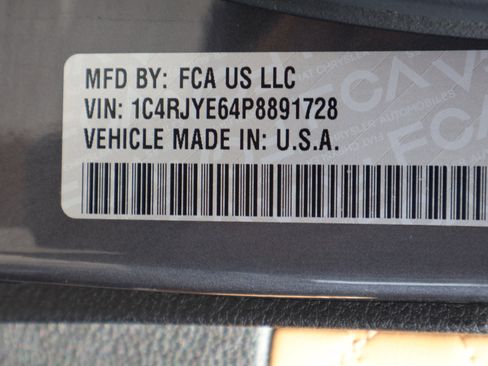 MFD BY: FCA US LLC
VIN: 1C4RJYE64P8891728
VEHICLE MADE IN: U.S.A.